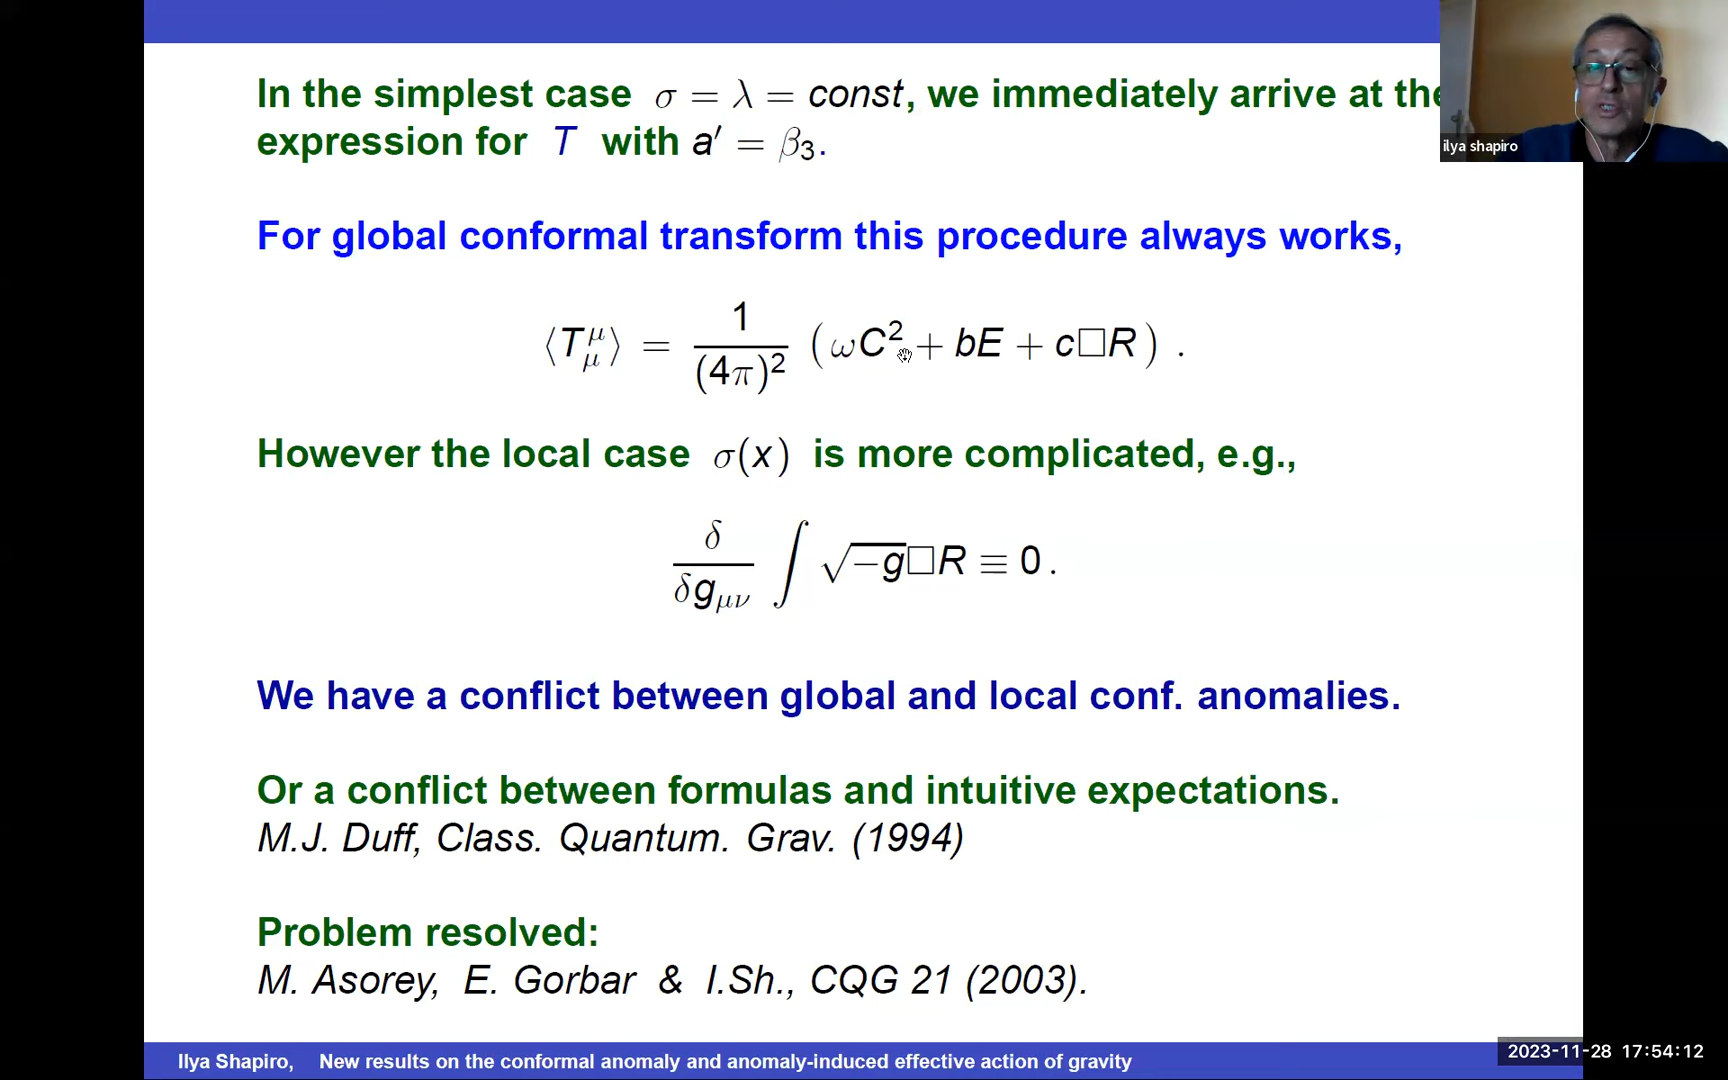 In the simplest case σ = λ = const, we immediately arrive at the
expression for T with a′ = β₃.
For global conformal transform this procedure always works,
⟨T^μ_μ⟩ = 1/(4π)² (ωC² + bE + c□R) .
However the local case σ(x) is more complicated, e.g.,
δ/δg_μν ∫ √−g □R ≡ 0 .
We have a conflict between global and local conf. anomalies.
Or a conflict between formulas and intuitive expectations.
M.J. Duff, Class. Quantum. Grav. (1994)
Problem resolved:
M. Asorey, E. Gorbar & I.Sh., CQG 21 (2003).
Ilya Shapiro, New results on the conformal anomaly and anomaly-induced effective action of gravity
ilya shapiro
2023-11-28 17:54:12